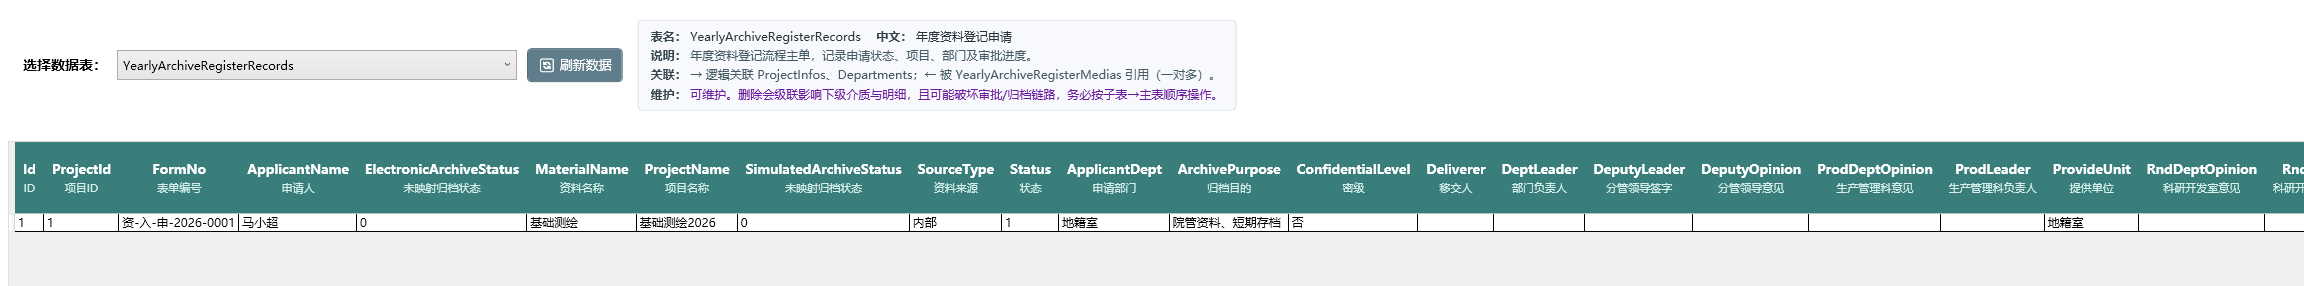 选择数据表：
YearlyArchiveRegisterRecords
刷新数据
表名： YearlyArchiveRegisterRecords 中文： 年度资料登记申请
说明： 年度资料登记流程主单，记录申请状态、项目、部门及审批进度。
关联： → 逻辑关联 ProjectInfos、Departments；← 被 YearlyArchiveRegisterMedias 引用（一对多）。
维护： 可维护。删除会级联影响下级介质与明细，且可能破坏审批/归档链路，务必按子表→主表顺序操作。
Id ProjectId FormNo ApplicantName ElectronicArchiveStatus MaterialName ProjectName SimulatedArchiveStatus SourceType Status ApplicantDept ArchivePurpose ConfidentialLevel Deliverer DeptLeader DeputyLeader DeputyOpinion ProdDeptOpinion ProdLeader ProvideUnit RndDeptOpinion Rnd
ID 项目ID 表单编号 申请人 未映射归档状态 资料名称 项目名称 未映射归档状态 资料来源 状态 申请部门 归档目的 密级 移交人 部门负责人 分管领导签字 分管领导意见 生产管理科意见 生产管理科负责人 提供单位 科研开发室意见 科研开
1 1 资-入-申-2026-0001 马小超 0 基础测绘 基础测绘2026 0 内部 1 地籍室 院管资料、短期存档 否 地籍室